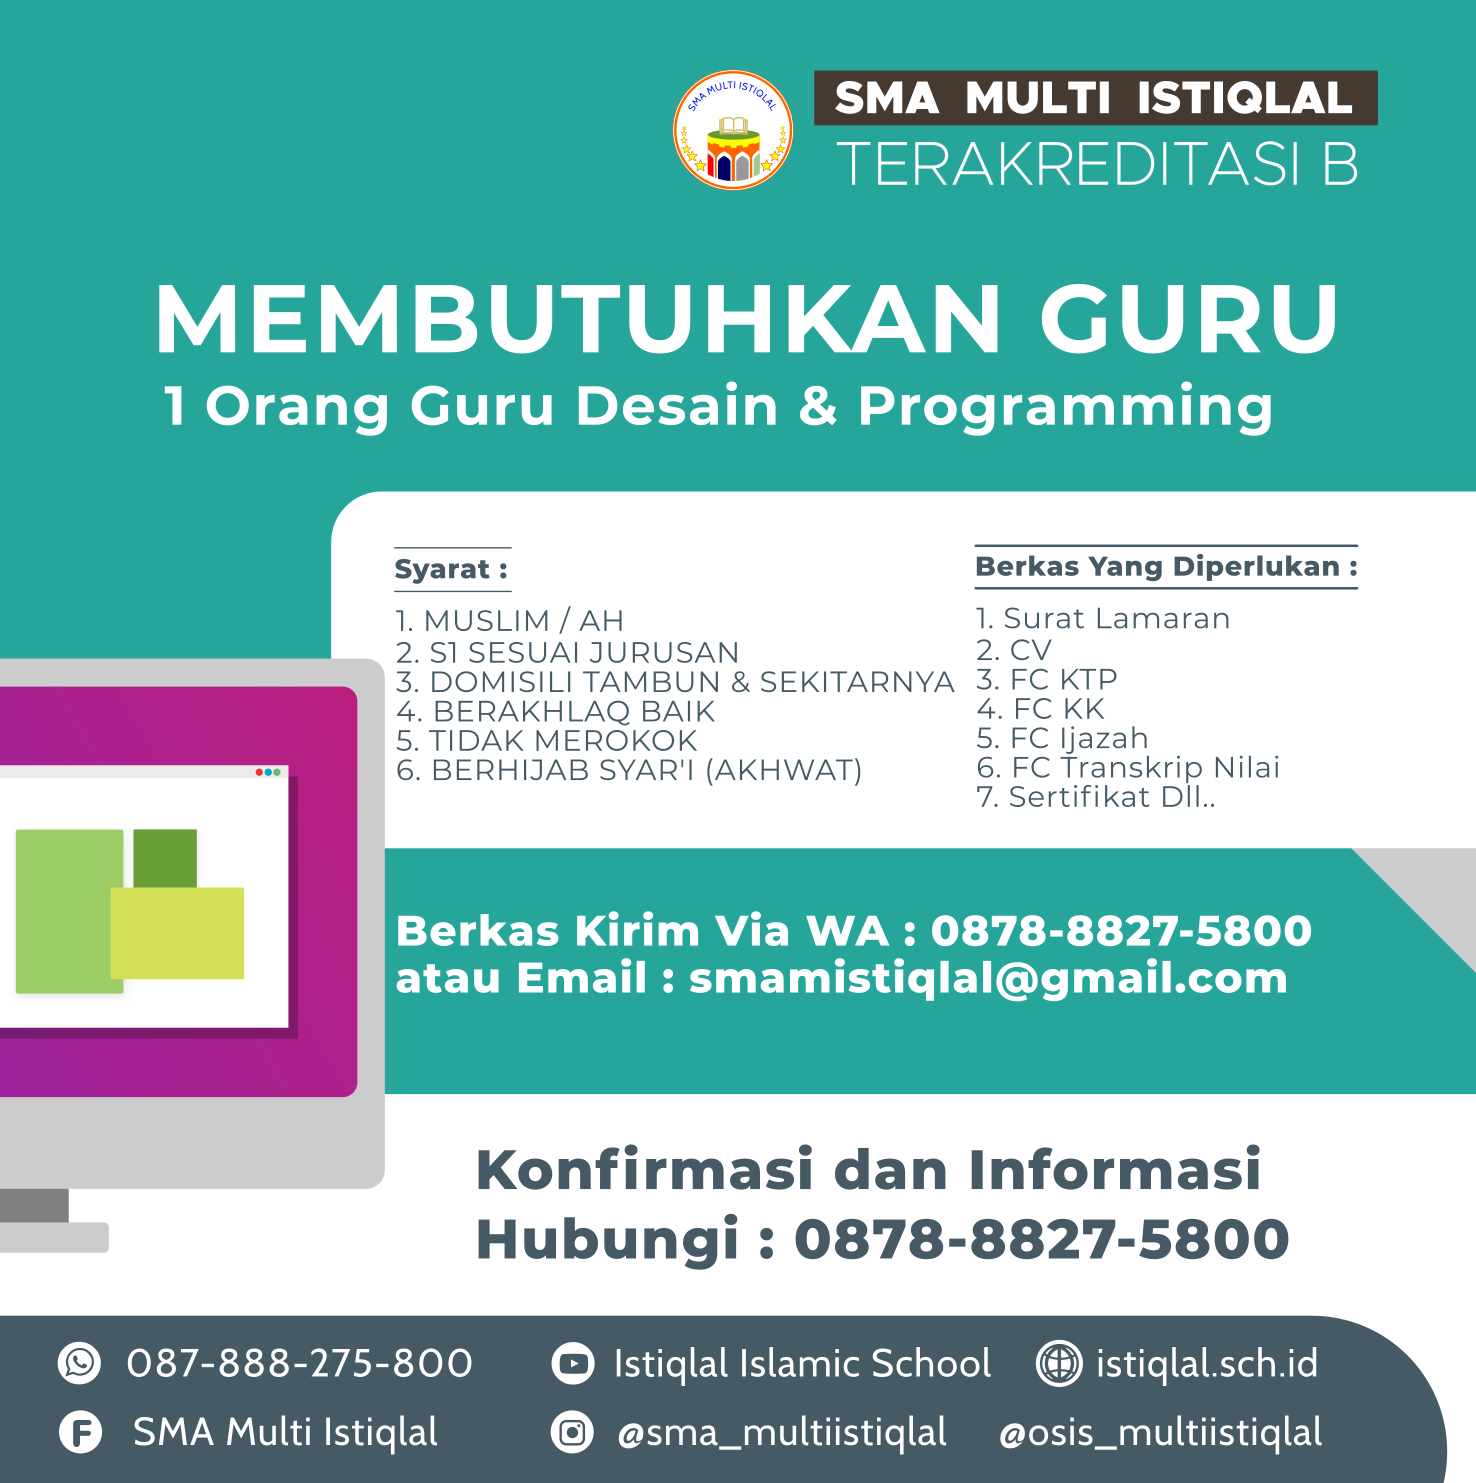 SMA MULTI ISTIQLAL
SMA MULTI ISTIQLAL
TERAKREDITASI B
MEMBUTUHKAN GURU
1 Orang Guru Desain & Programming
Syarat :
1. MUSLIM / AH
2. S1 SESUAI JURUSAN
3. DOMISILI TAMBUN & SEKITARNYA
4. BERAKHLAQ BAIK
5. TIDAK MEROKOK
6. BERHIJAB SYAR'I (AKHWAT)
Berkas Yang Diperlukan :
1. Surat Lamaran
2. CV
3. FC KTP
4. FC KK
5. FC Ijazah
6. FC Transkrip Nilai
7. Sertifikat Dll..
Berkas Kirim Via WA : 0878-8827-5800
atau Email : smamistiqlal@gmail.com
Konfirmasi dan Informasi
Hubungi : 0878-8827-5800
087-888-275-800
Istiqlal Islamic School
istiqlal.sch.id
SMA Multi Istiqlal
@sma_multiistiqlal
@osis_multiistiqlal